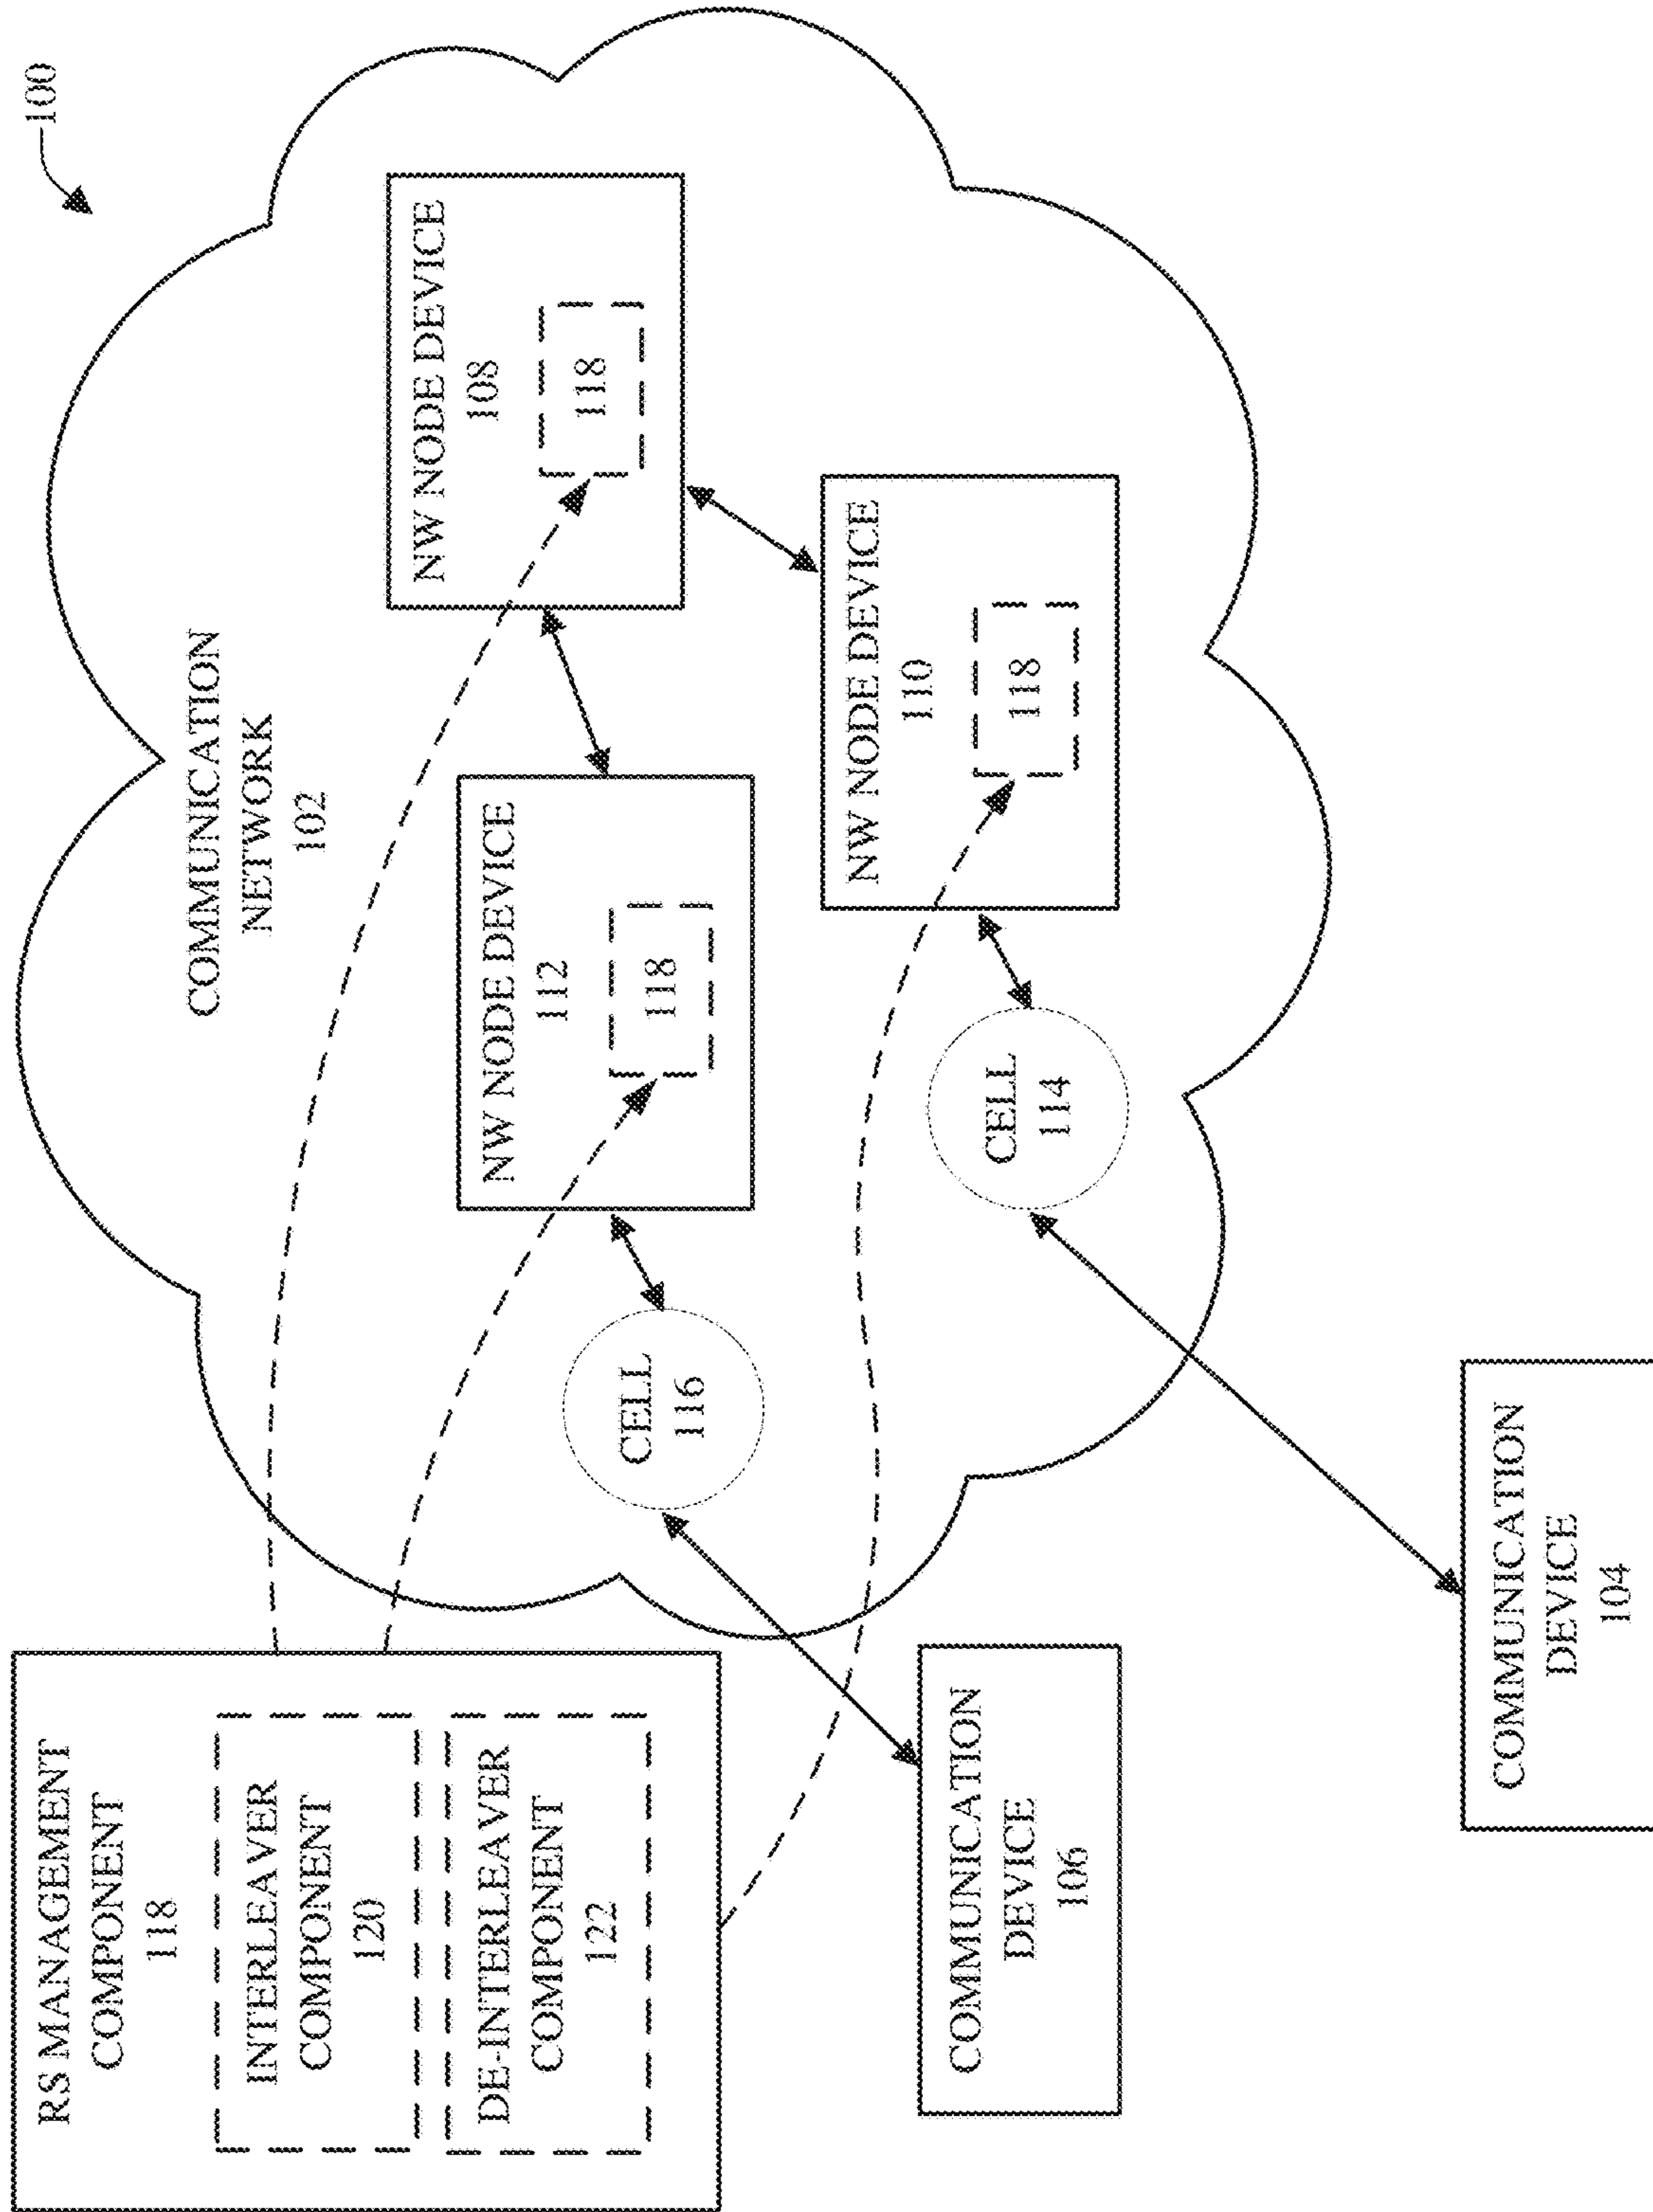 100
COMMUNICATION
NETWORK
102
RS MANAGEMENT
COMPONENT
118
INTERLEAVER
COMPONENT
120
DE-INTERLEAVER
COMPONENT
122
NW NODE DEVICE
108
118
NW NODE DEVICE
112
118
NW NODE DEVICE
110
118
CELL
116
CELL
114
COMMUNICATION
DEVICE
106
COMMUNICATION
DEVICE
104